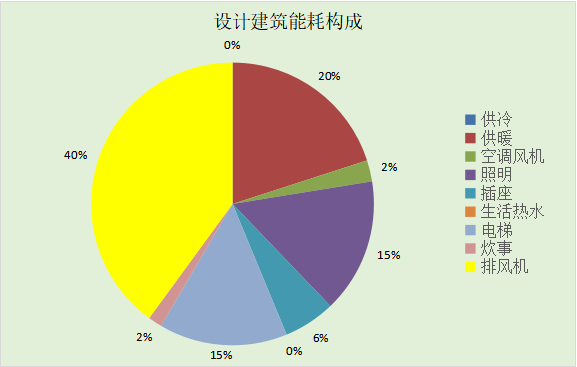 设计建筑能耗构成
0%
20%
2%
15%
6%
0%
15%
2%
40%
供冷
供暖
空调风机
照明
插座
生活热水
电梯
炊事
排风机